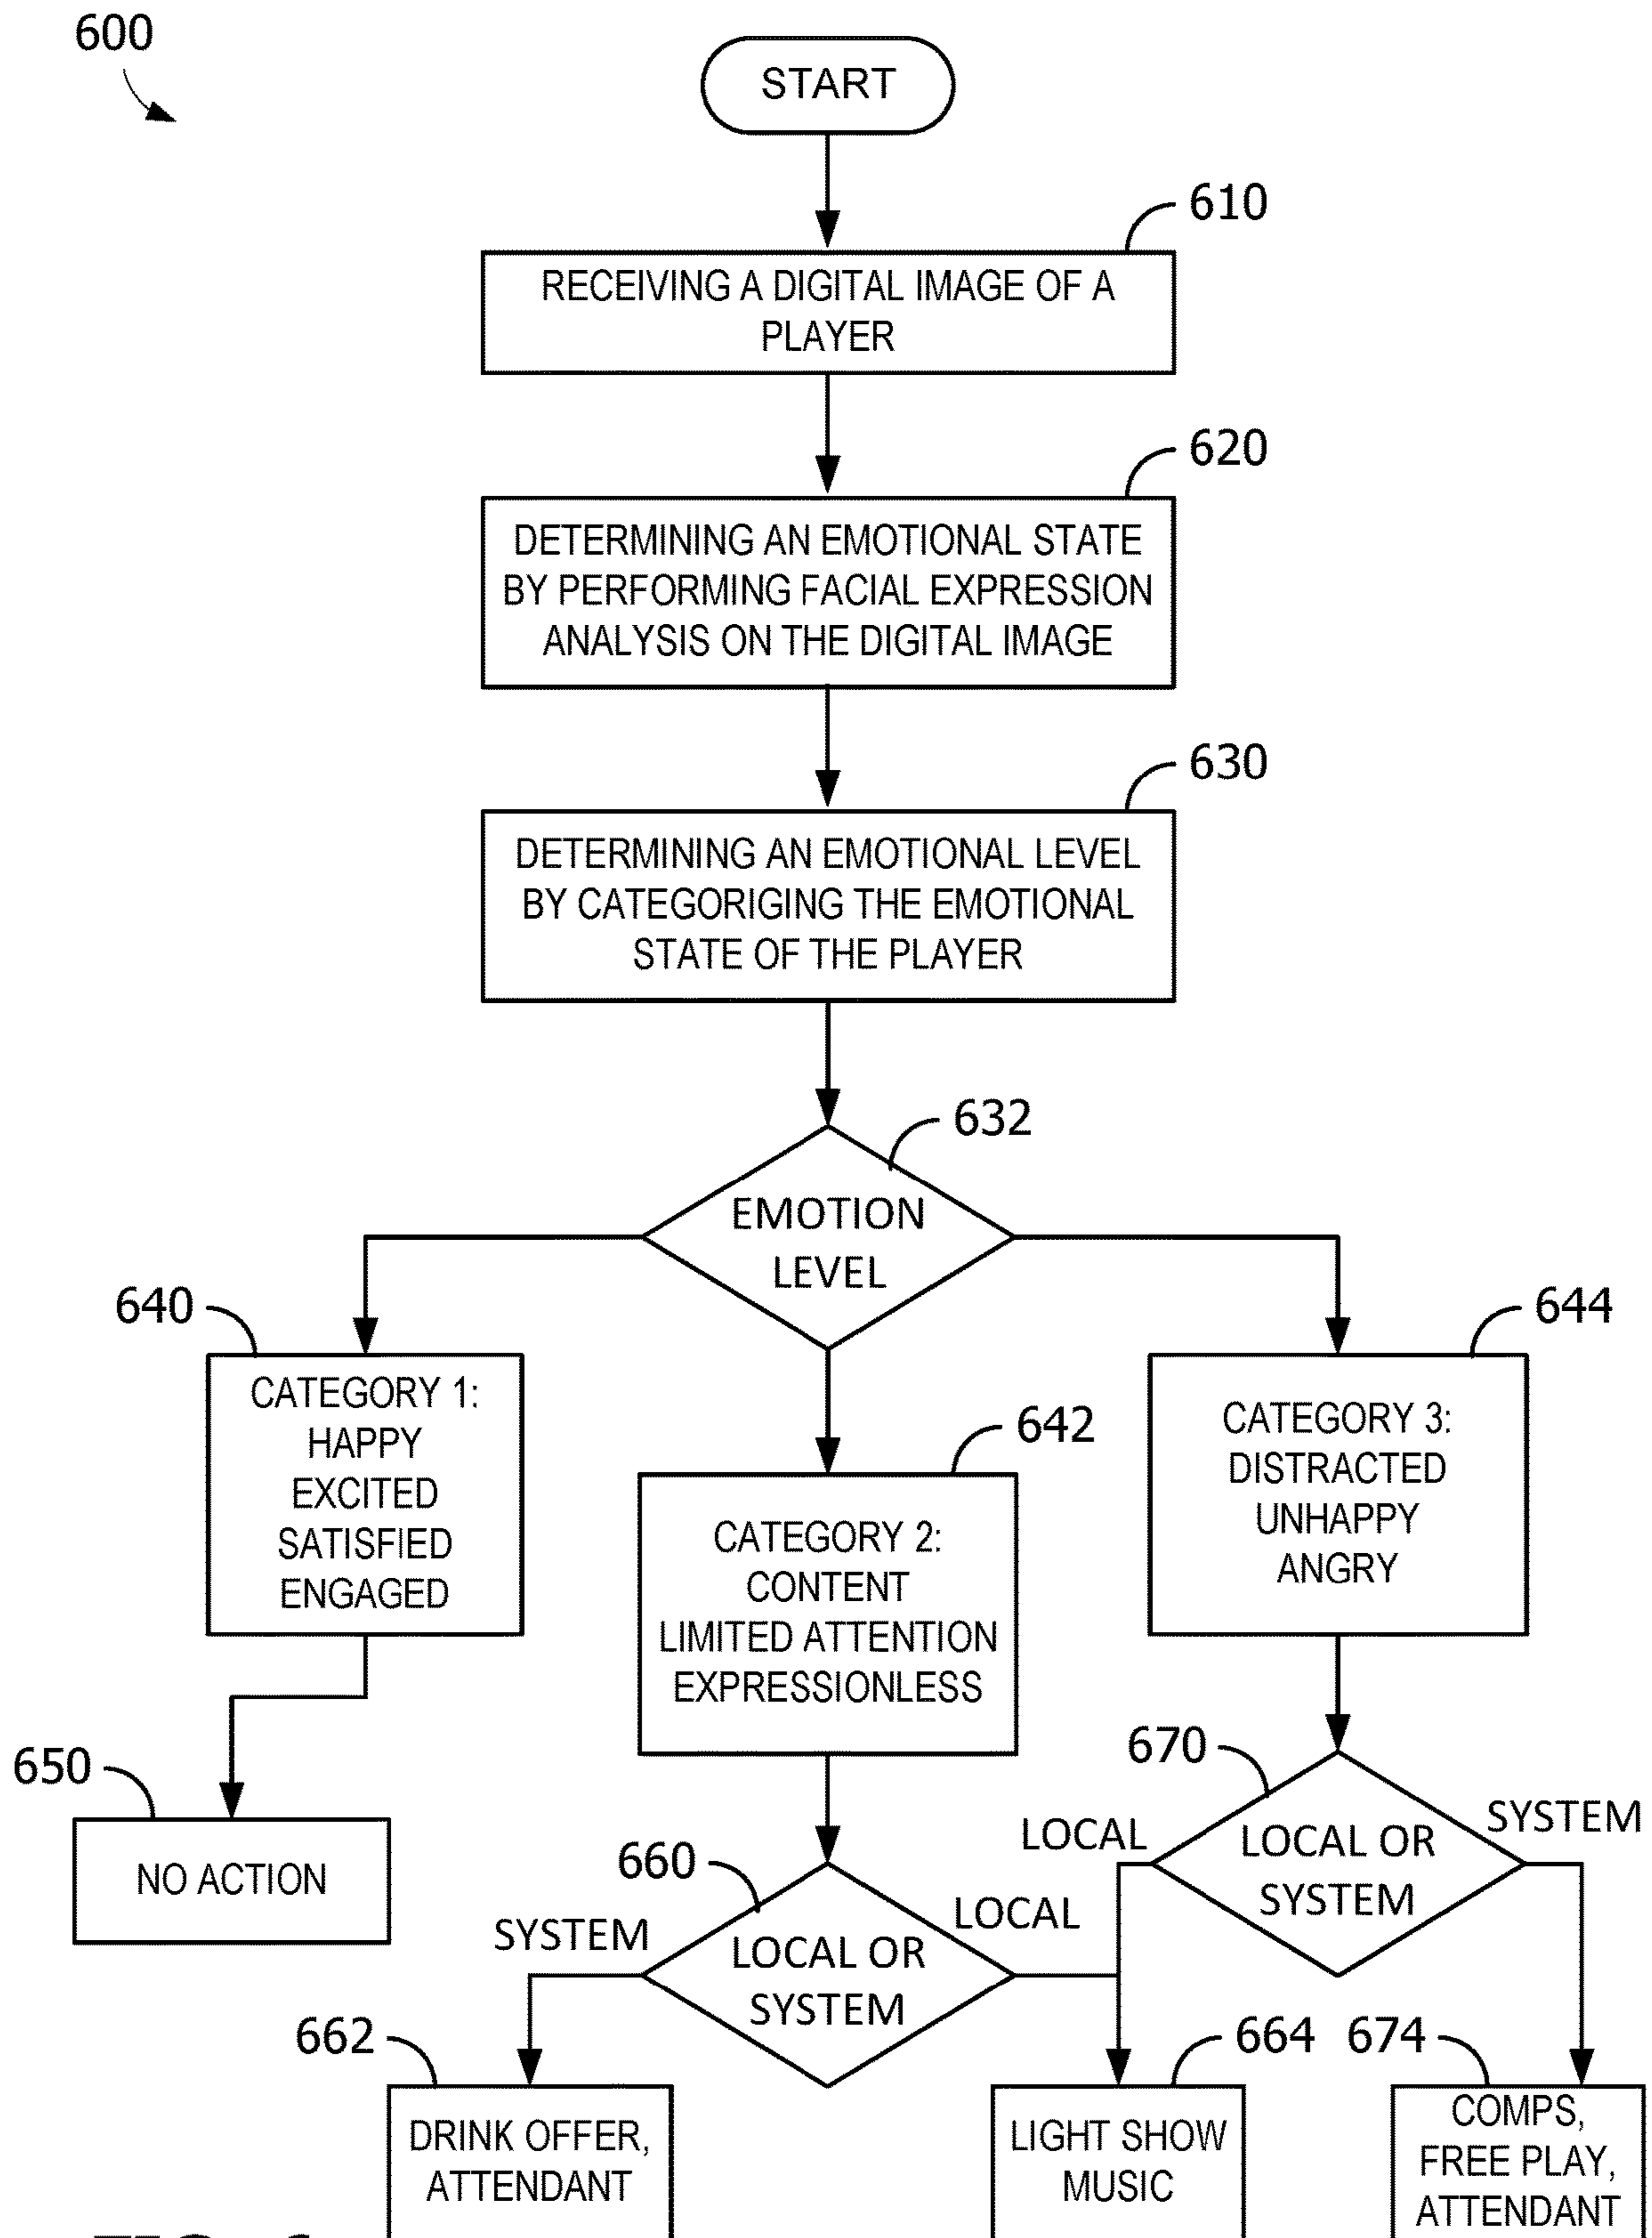 600
START
610
RECEIVING A DIGITAL IMAGE OF A
PLAYER
620
DETERMINING AN EMOTIONAL STATE
BY PERFORMING FACIAL EXPRESSION
ANALYSIS ON THE DIGITAL IMAGE
630
DETERMINING AN EMOTIONAL LEVEL
BY CATEGORIGING THE EMOTIONAL
STATE OF THE PLAYER
632
EMOTION
LEVEL
640
CATEGORY 1:
HAPPY
EXCITED
SATISFIED
ENGAGED
642
CATEGORY 2:
CONTENT
LIMITED ATTENTION
EXPRESSIONLESS
644
CATEGORY 3:
DISTRACTED
UNHAPPY
ANGRY
650
NO ACTION
660
LOCAL OR
SYSTEM
SYSTEM
LOCAL
670
LOCAL OR
SYSTEM
LOCAL
SYSTEM
662
DRINK OFFER,
ATTENDANT
664
LIGHT SHOW
MUSIC
674
COMPS,
FREE PLAY,
ATTENDANT